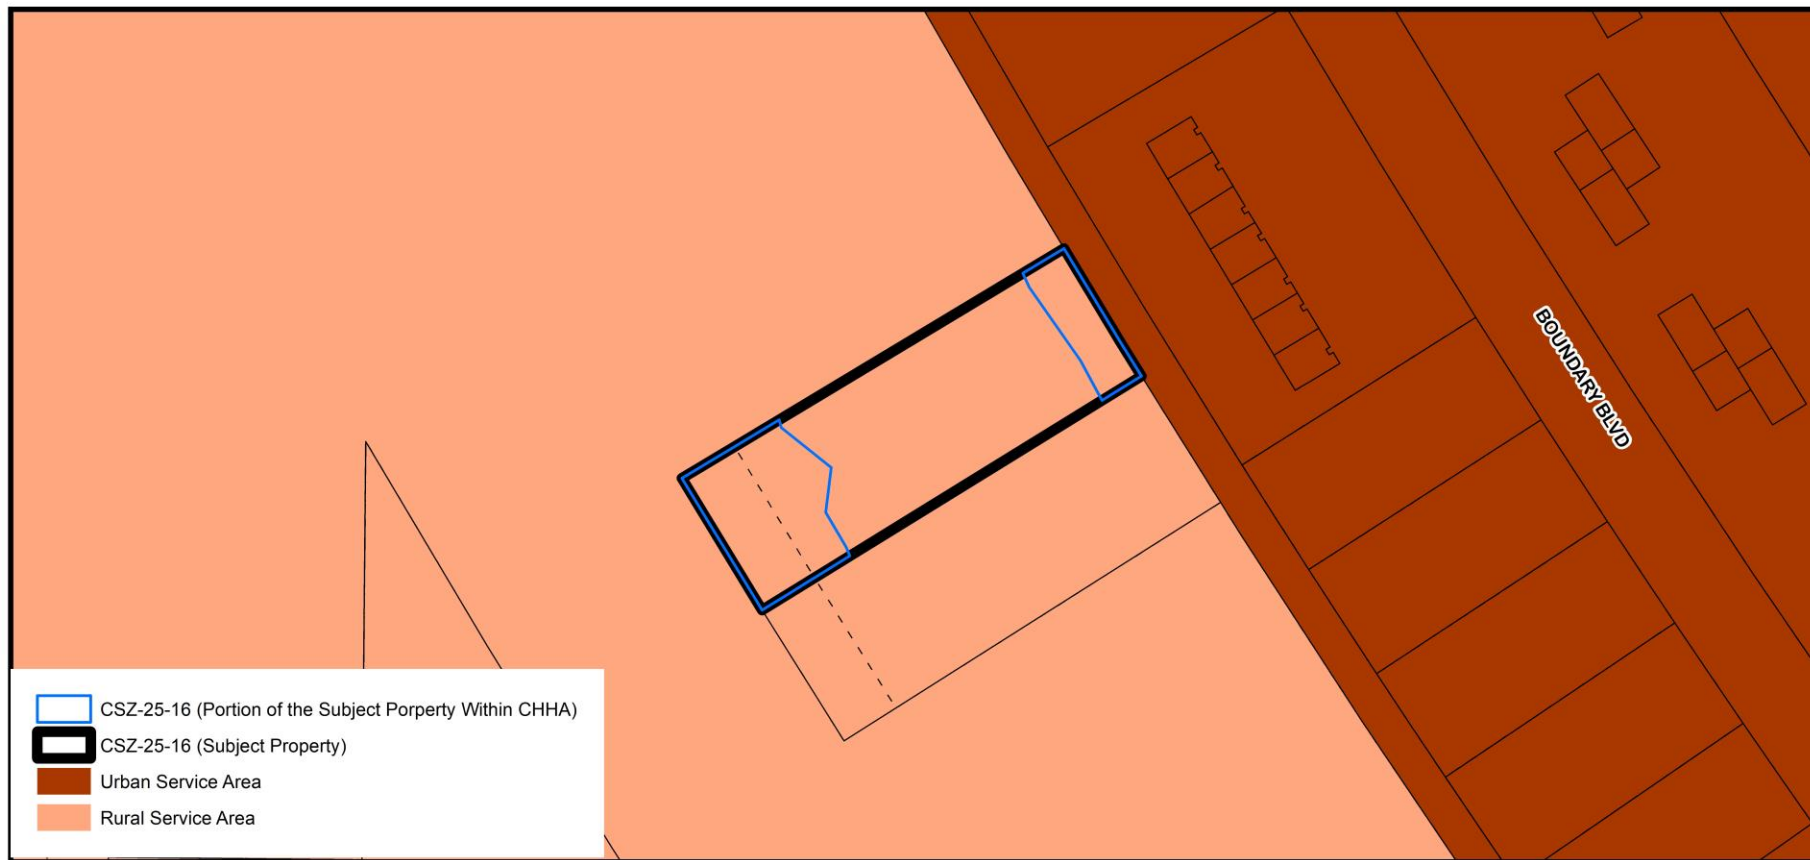 BOUNDARY BLVD
CSZ-25-16 (Portion of the Subject Porperty Within CHHA)
CSZ-25-16 (Subject Property)
Urban Service Area
Rural Service Area